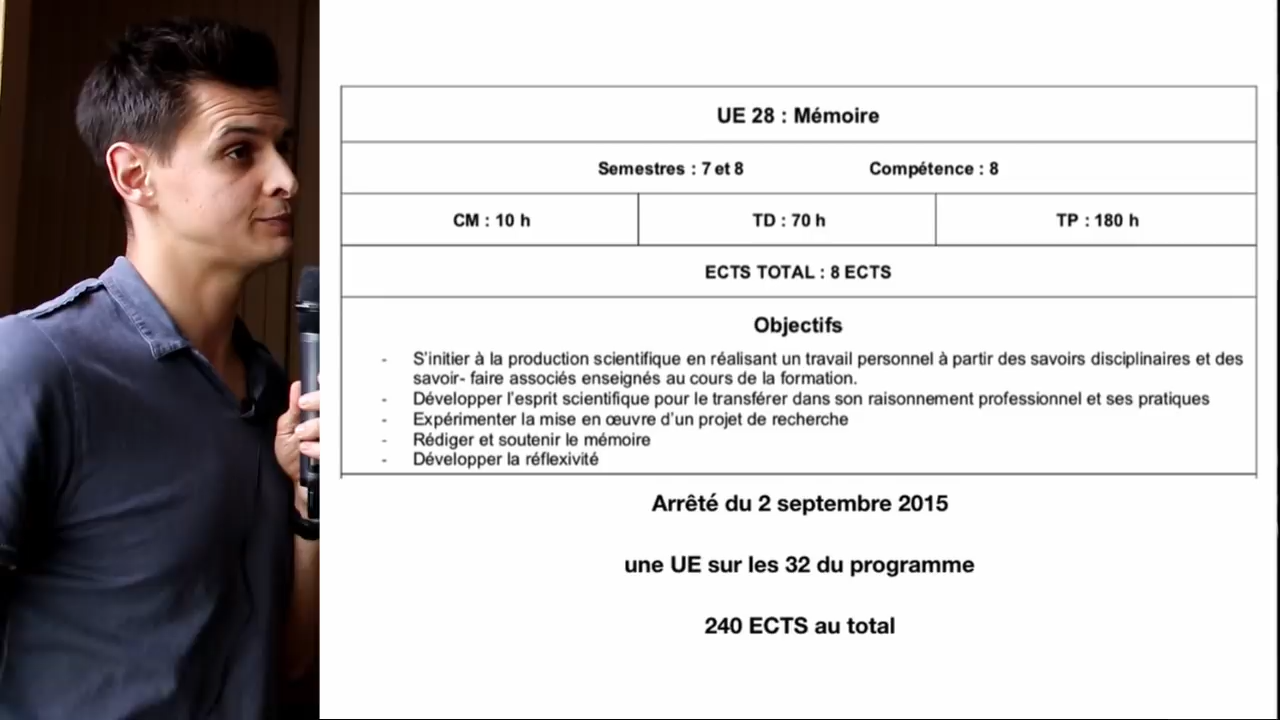 UE 28 : Mémoire
Semestres : 7 et 8 Compétence : 8
CM : 10 h TD : 70 h TP : 180 h
ECTS TOTAL : 8 ECTS
Objectifs
- S’initier à la production scientifique en réalisant un travail personnel à partir des savoirs disciplinaires et des
savoir- faire associés enseignés au cours de la formation.
- Développer l’esprit scientifique pour le transférer dans son raisonnement professionnel et ses pratiques
- Expérimenter la mise en œuvre d’un projet de recherche
- Rédiger et soutenir le mémoire
- Développer la réflexivité
Arrêté du 2 septembre 2015
une UE sur les 32 du programme
240 ECTS au total